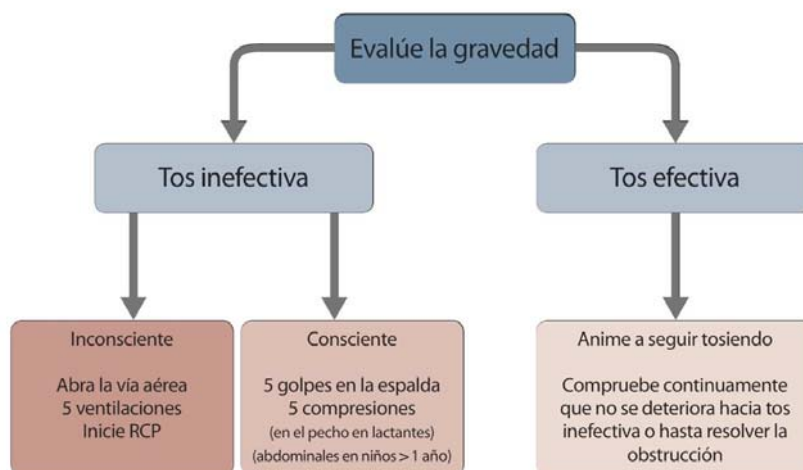 Evalúe la gravedad
Tos inefectiva
Tos efectiva
Inconsciente
Abra la vía aérea
5 ventilaciones
Inicie RCP
Consciente
5 golpes en la espalda
5 compresiones
(en el pecho en lactantes)
(abdominales en niños > 1 año)
Anime a seguir tosiendo
Compruebe continuamente
que no se deteriora hacia tos
inefectiva o hasta resolver la
obstrucción